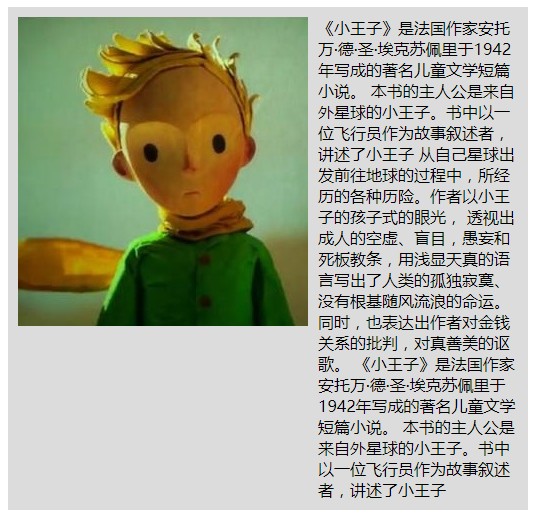 《小王子》是法国作家安托
万·德·圣·埃克苏佩里于1942
年写成的著名儿童文学短篇
小说。 本书的主人公是来自
外星球的小王子。书中以一
位飞行员作为故事叙述者，
讲述了小王子 从自己星球出
发前往地球的过程中，所经
历的各种历险。作者以小王
子的孩子式的眼光， 透视出
成人的空虚、盲目，愚妄和
死板教条，用浅显天真的语
言写出了人类的孤独寂寞、
没有根基随风流浪的命运。
同时，也表达出作者对金钱
关系的批判，对真善美的讴
歌。 《小王子》是法国作家
安托万·德·圣·埃克苏佩里于
1942年写成的著名儿童文学
短篇小说。 本书的主人公是
来自外星球的小王子。书中
以一位飞行员作为故事叙述
者，讲述了小王子